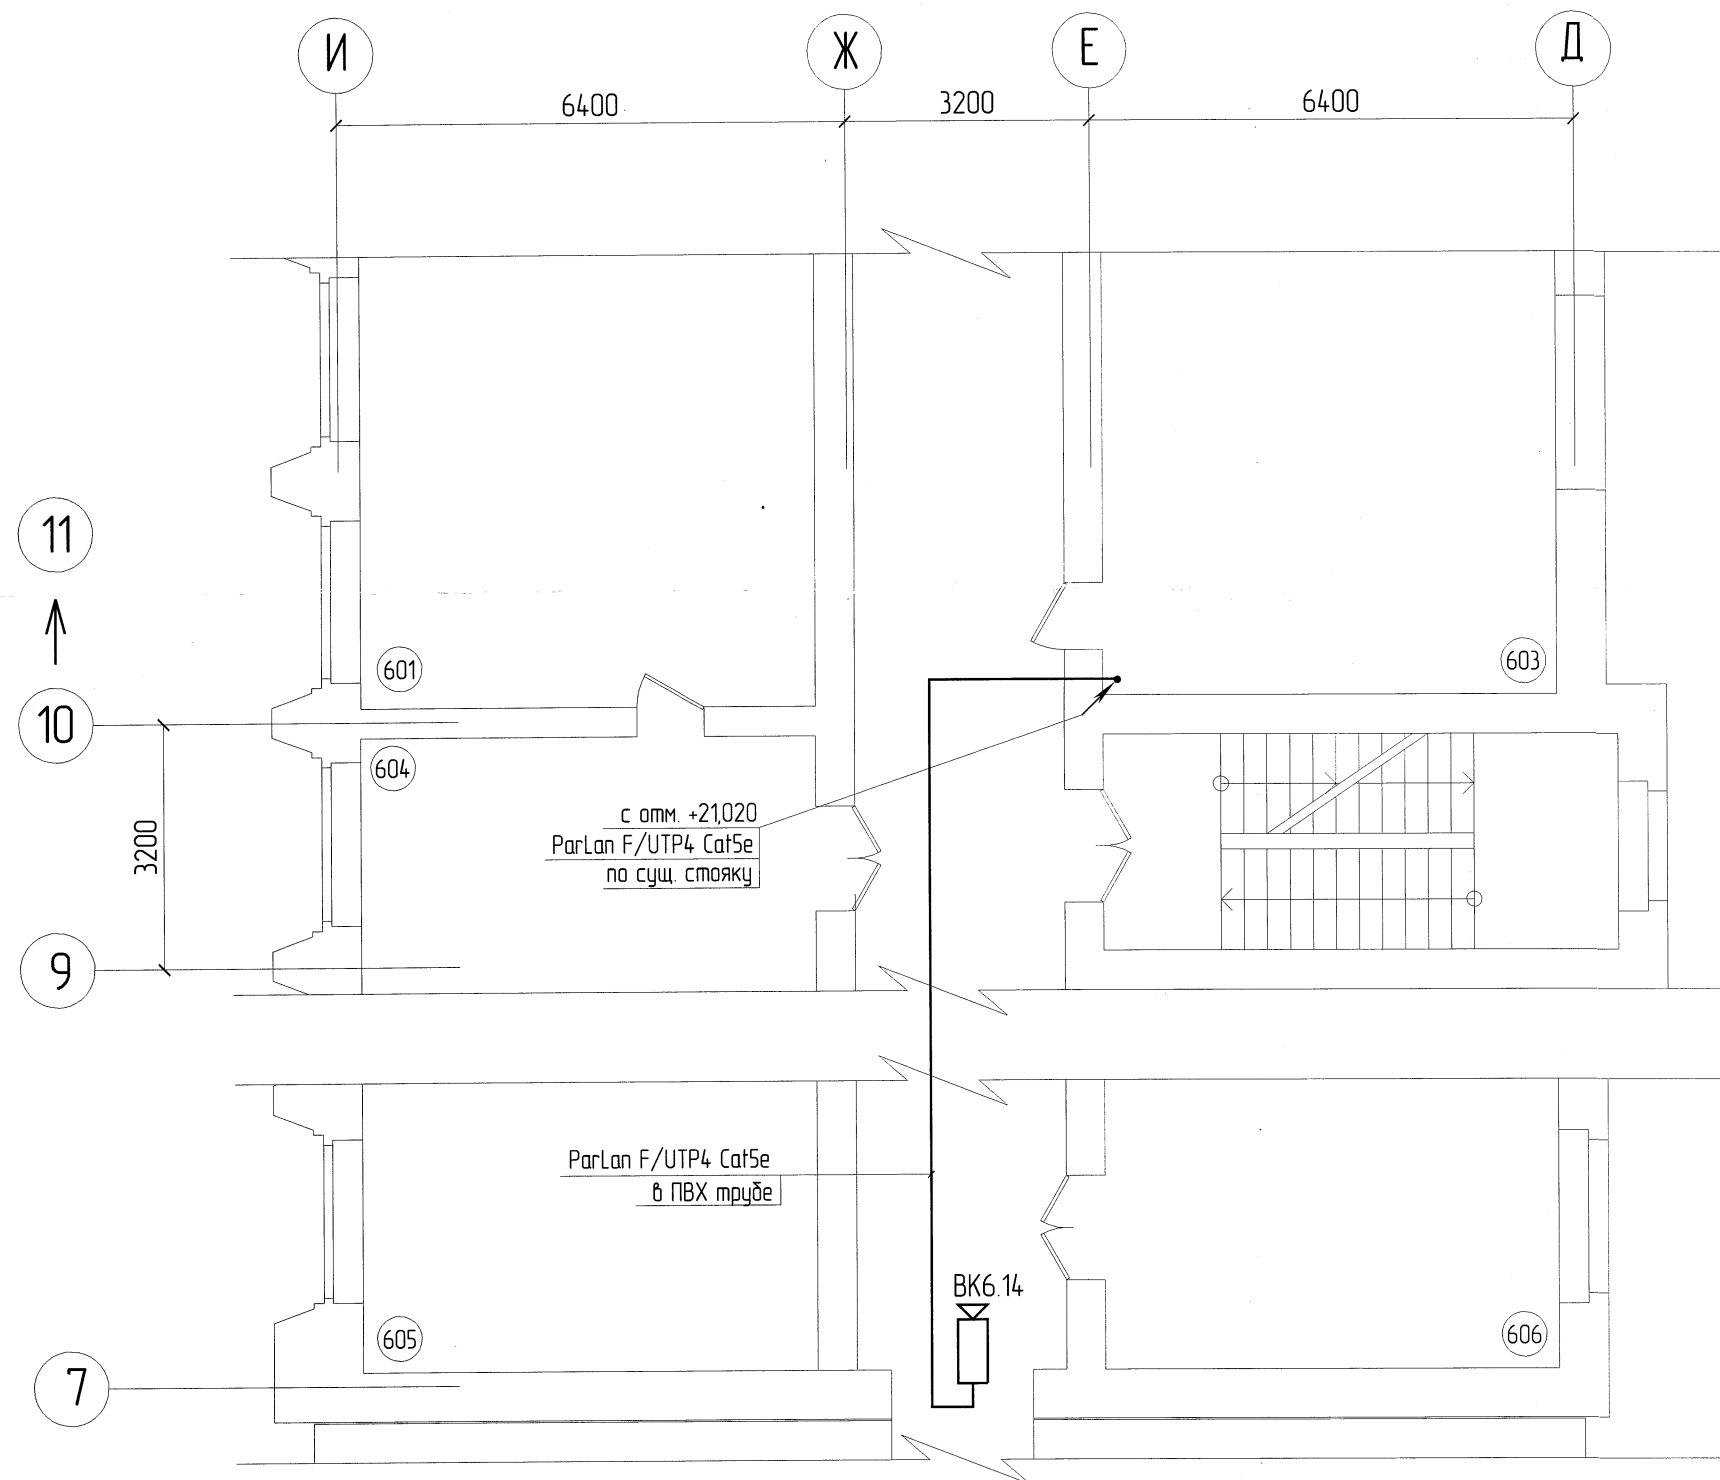 И Ж Е Д
6400 3200 6400
11
601
603
10
604
3200
с отм. +21,020
ParLan F/UTP4 Cat5e
по сущ. стояку
9
ParLan F/UTP4 Cat5e
в ПВХ трубе
ВК6.14
605
606
7